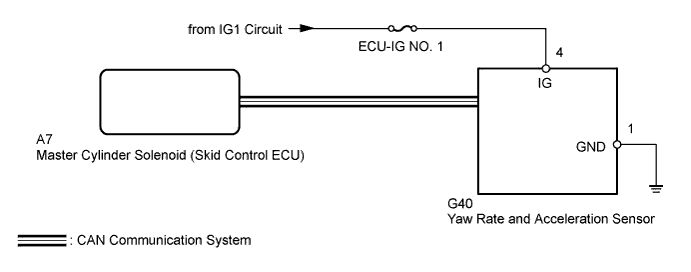 from IG1 Circuit
ECU-IG NO. 1
4
IG
1
GND
A7
Master Cylinder Solenoid (Skid Control ECU)
G40
Yaw Rate and Acceleration Sensor
: CAN Communication System